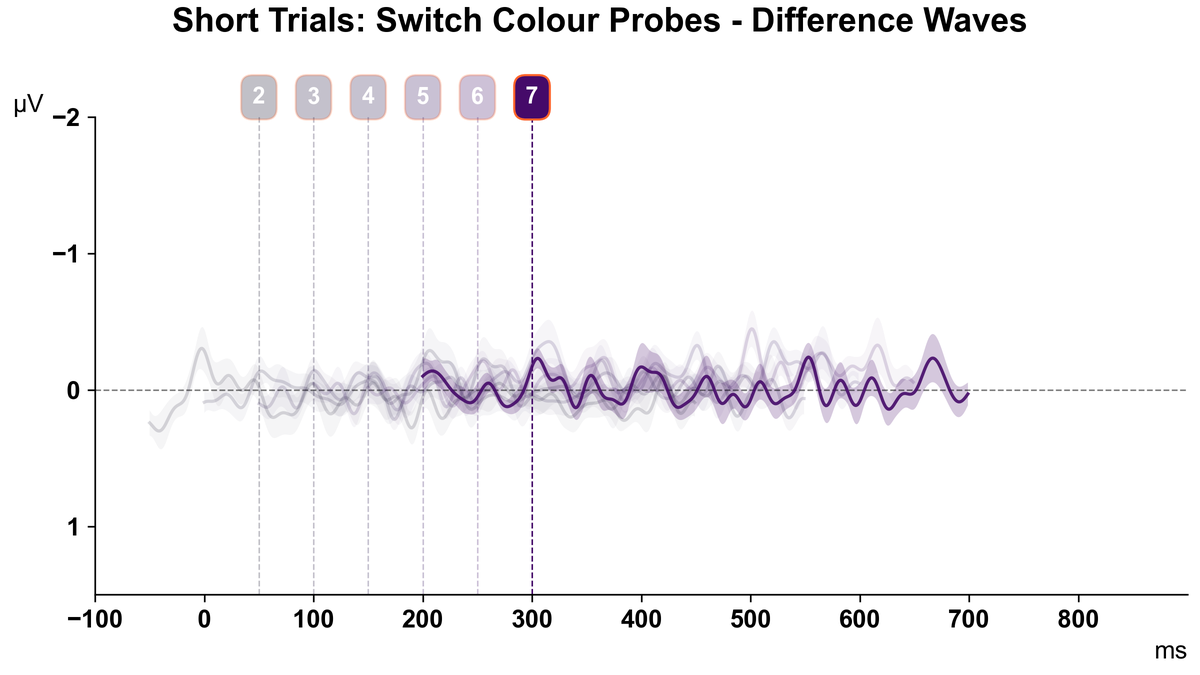 Short Trials: Switch Colour Probes - Difference Waves
2 3 4 5 6 7
μV
−2
−1
0
1
−100 0 100 200 300 400 500 600 700 800
ms